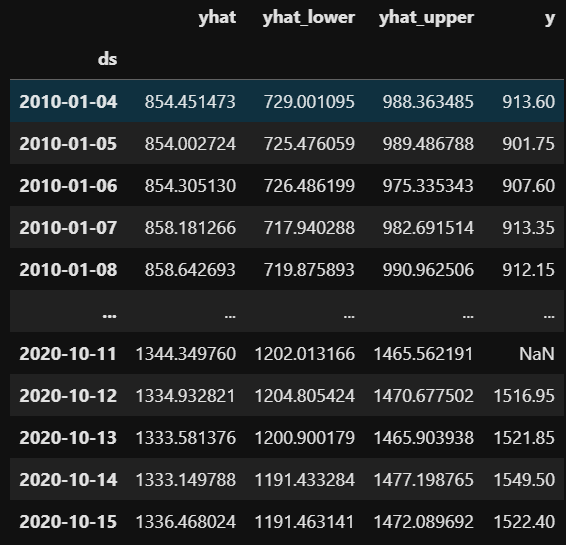 yhat yhat_lower yhat_upper y
ds
2010-01-04 854.451473 729.001095 988.363485 913.60
2010-01-05 854.002724 725.476059 989.486788 901.75
2010-01-06 854.305130 726.486199 975.335343 907.60
2010-01-07 858.181266 717.940288 982.691514 913.35
2010-01-08 858.642693 719.875893 990.962506 912.15
... ... ... ... ...
2020-10-11 1344.349760 1202.013166 1465.562191 NaN
2020-10-12 1334.932821 1204.805424 1470.677502 1516.95
2020-10-13 1333.581376 1200.900179 1465.903938 1521.85
2020-10-14 1333.149788 1191.433284 1477.198765 1549.50
2020-10-15 1336.468024 1191.463141 1472.089692 1522.40